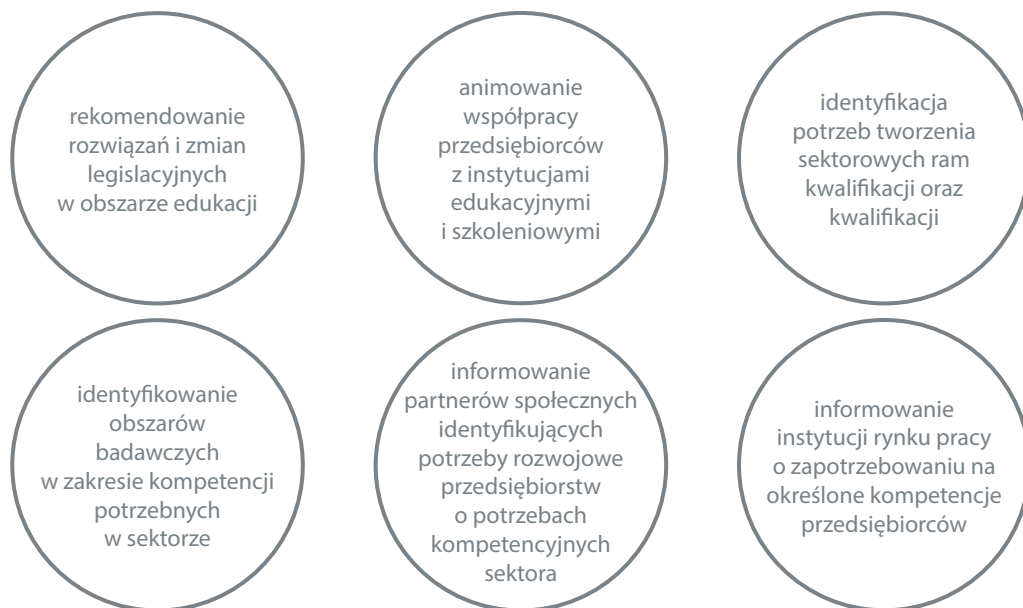 rekomendowanie
rozwiązań i zmian
legislacyjnych
w obszarze edukacji
animowanie
współpracy
przedsiębiorców
z instytucjami
edukacyjnymi
i szkoleniowymi
identyfikacja
potrzeb tworzenia
sektorowych ram
kwalifikacji oraz
kwalifikacji
identyfikowanie
obszarów
badawczych
w zakresie kompetencji
potrzebnych
w sektorze
informowanie
partnerów społecznych
identyfikujących
potrzeby rozwojowe
przedsiębiorstw
o potrzebach
kompetencyjnych
sektora
informowanie
instytucji rynku pracy
o zapotrzebowaniu na
określone kompetencje
przedsiębiorców